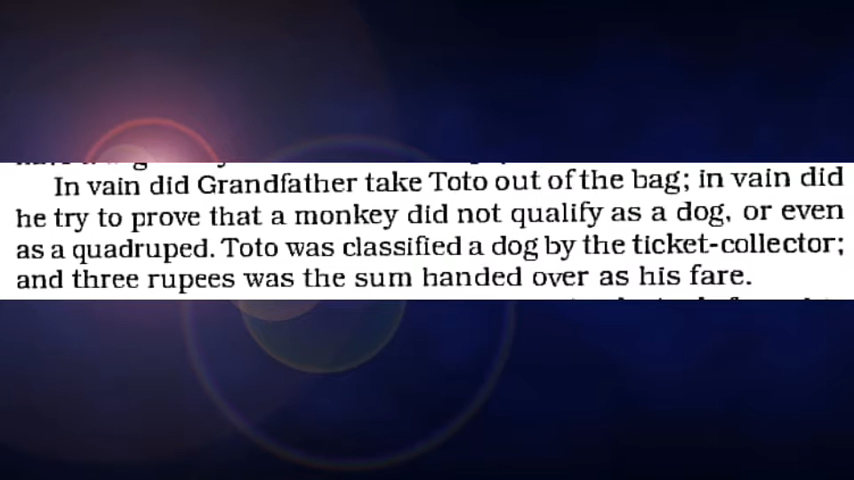 In vain did Grandfather take Toto out of the bag; in vain did
he try to prove that a monkey did not qualify as a dog, or even
as a quadruped. Toto was classified a dog by the ticket-collector;
and three rupees was the sum handed over as his fare.